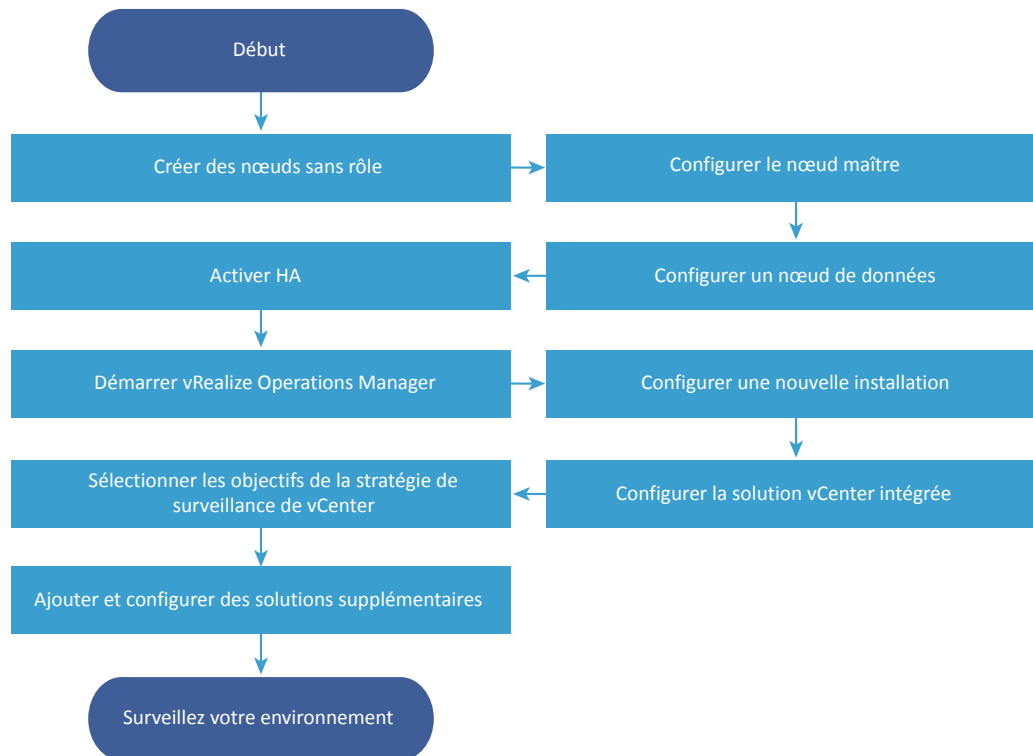 Début
Créer des nœuds sans rôle
Configurer le nœud maître
Configurer un nœud de données
Activer HA
Démarrer vRealize Operations Manager
Configurer une nouvelle installation
Configurer la solution vCenter intégrée
Sélectionner les objectifs de la stratégie de
surveillance de vCenter
Ajouter et configurer des solutions supplémentaires
Surveillez votre environnement